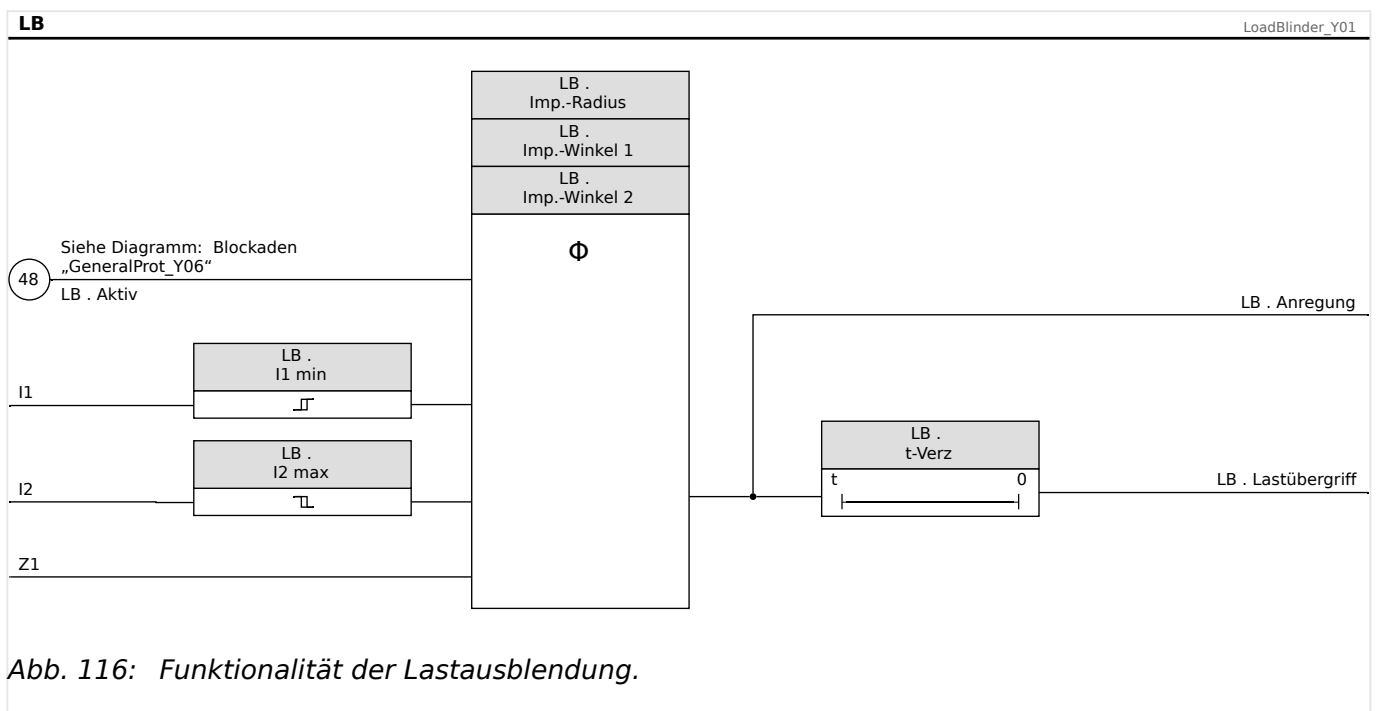 LB
LoadBlinder_Y01
LB .
Imp.-Radius
LB .
Imp.-Winkel 1
LB .
Imp.-Winkel 2
Φ
Siehe Diagramm: Blockaden
„GeneralProt_Y06“
48
LB . Aktiv
LB . Anregung
LB .
I1 min
I1
LB .
I2 max
I2
LB .
t-Verz
t 0
LB . Lastübergriff
Z1
Abb. 116: Funktionalität der Lastausblendung.